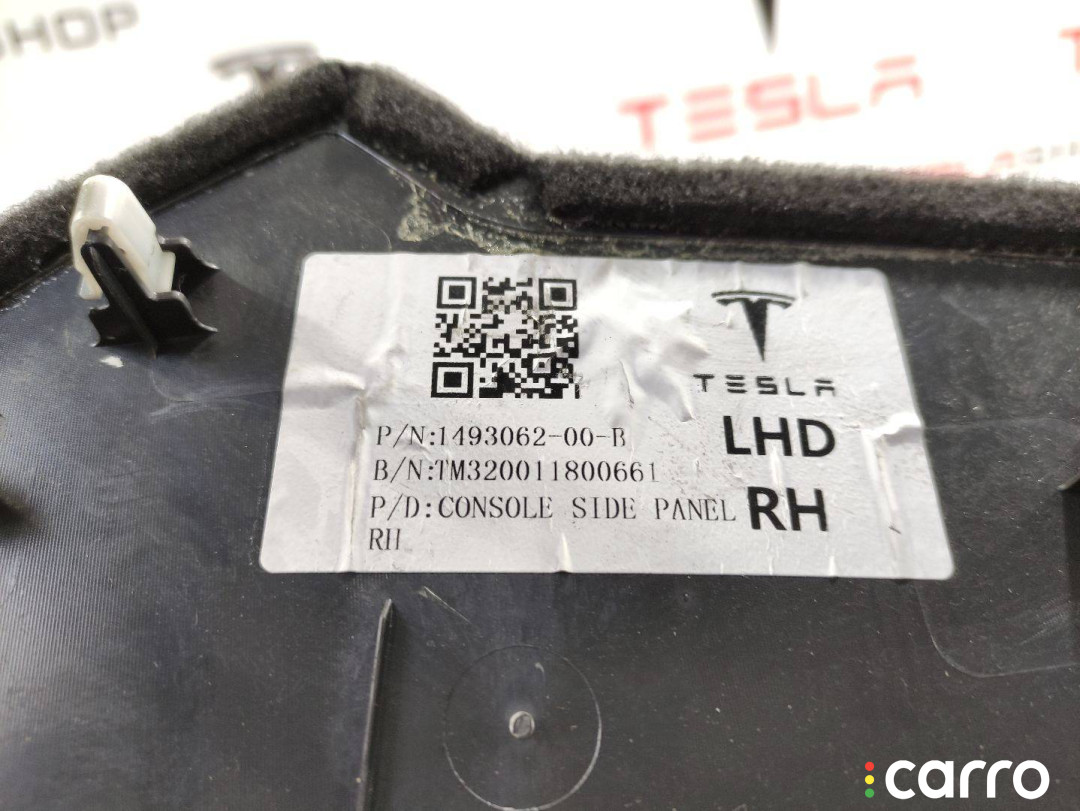 SHOP
TESLA
TESLA
P/N:1493062-00-B
LHD
B/N:TM320011800661
P/D:CONSOLE SIDE PANEL
RH
RH
carro